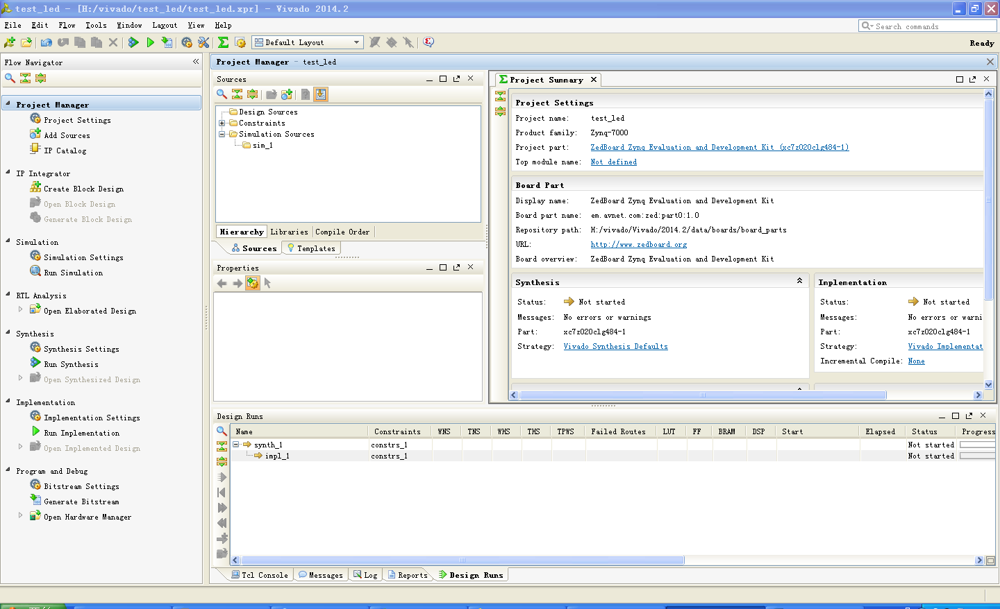 test_led - [H:/vivado/test_led/test_led.xpr] - Vivado 2014.2
File Edit Flow Tools Window Layout View Help
Search commands
Default Layout
Ready
Flow Navigator
Project Manager
Project Settings
Add Sources
IP Catalog
IP Integrator
Create Block Design
Open Block Design
Generate Block Design
Simulation
Simulation Settings
Run Simulation
RTL Analysis
Open Elaborated Design
Synthesis
Synthesis Settings
Run Synthesis
Open Synthesized Design
Implementation
Implementation Settings
Run Implementation
Open Implemented Design
Program and Debug
Bitstream Settings
Generate Bitstream
Open Hardware Manager
Project Manager - test_led
Sources
Design Sources
Constraints
Simulation Sources
sim_1
Hierarchy Libraries Compile Order
Sources Templates
Properties
Project Summary
Project Settings
Project name: test_led
Product family: Zynq-7000
Project part: ZedBoard Zynq Evaluation and Development Kit (xc7z020clg484-1)
Top module name: Not defined
Board Part
Display name: ZedBoard Zynq Evaluation and Development Kit
Board part name: em.avnet.com:zed:part0:1.0
Repository path: H:/vivado/Vivado/2014.2/data/boards/board_parts
URL: http://www.zedboard.org
Board overview: ZedBoard Zynq Evaluation and Development Kit
Synthesis
Status: Not started
Messages: No errors or warnings
Part: xc7z020clg484-1
Strategy: Vivado Synthesis Defaults
Implementation
Status: Not started
Messages: No errors or warni
Part: xc7z020clg484-1
Strategy: Vivado Implementat
Incremental Compile: None
Design Runs
Name Constraints WNS TNS WHS THS TPWS Failed Routes LUT FF BRAM DSP Start Elapsed Status Progress
synth_1 constrs_1 Not started
impl_1 constrs_1 Not started
Tcl Console Messages Log Reports Design Runs